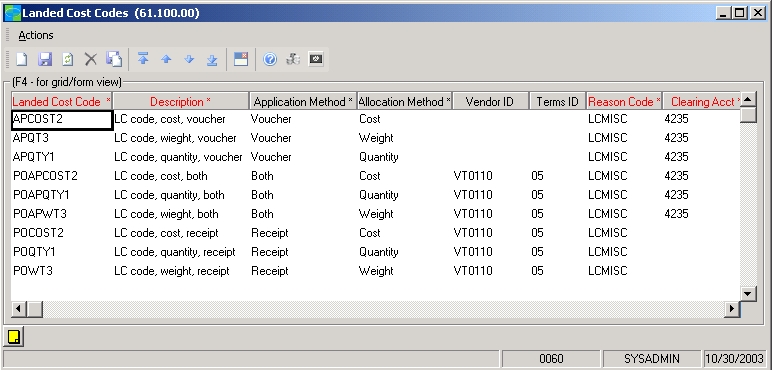 Landed Cost Codes (61.100.00)
Actions
(F4 - for grid/form view)
Landed Cost Code * Description * Application Method * Allocation Method * Vendor ID Terms ID Reason Code * Clearing Acct *
APCOST2 LC code, cost, voucher Voucher Cost LCMISC 4235
APQT3 LC code, wieght, voucher Voucher Weight LCMISC 4235
APQTY1 LC code, quantity, voucher Voucher Quantity LCMISC 4235
POAPCOST2 LC code, cost, both Both Cost VT0110 05 LCMISC 4235
POAPQTY1 LC code, quantity, both Both Quantity VT0110 05 LCMISC 4235
POAPWT3 LC code, wieght, both Both Weight VT0110 05 LCMISC 4235
POCOST2 LC code, cost, receipt Receipt Cost VT0110 05 LCMISC
POQTY1 LC code, quantity, receipt Receipt Quantity VT0110 05 LCMISC
POWT3 LC code, weight, receipt Receipt Weight VT0110 05 LCMISC
0060 SYSADMIN 10/30/2003